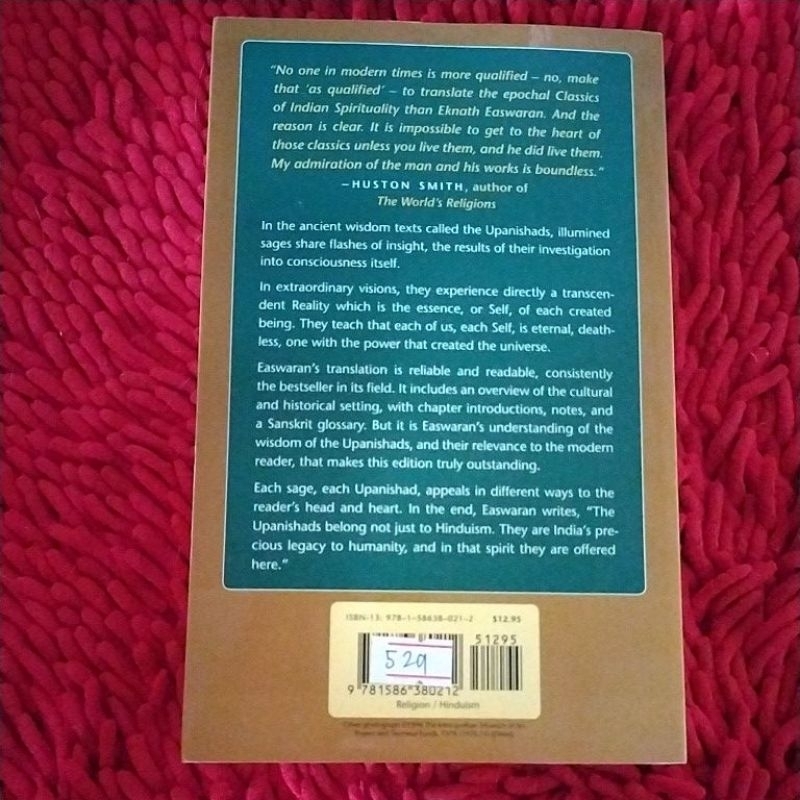 “No one in modern times is more qualified – no, make
that ‘as qualified’ – to translate the epochal Classics
of Indian Spirituality than Eknath Easwaran. And the
reason is clear. It is impossible to get to the heart of
those classics unless you live them, and he did live them.
My admiration of the man and his works is boundless.”
–HUSTON SMITH, author of
The World’s Religions
In the ancient wisdom texts called the Upanishads, illumined
sages share flashes of insight, the results of their investigation
into consciousness itself.
In extraordinary visions, they experience directly a transcen-
dent Reality which is the essence, or Self, of each created
being. They teach that each of us, each Self, is eternal, death-
less, one with the power that created the universe.
Easwaran’s translation is reliable and readable, consistently
the bestseller in its field. It includes an overview of the cultural
and historical setting, with chapter introductions, notes, and
a Sanskrit glossary. But it is Easwaran’s understanding of the
wisdom of the Upanishads, and their relevance to the modern
reader, that makes this edition truly outstanding.
Each sage, each Upanishad, appeals in different ways to the
reader’s head and heart. In the end, Easwaran writes, “The
Upanishads belong not just to Hinduism. They are India’s pre-
cious legacy to humanity, and in that spirit they are offered
here.”
ISBN-13: 978-1-58638-021-2 $12.95
51295
529
9 781586 380212
Religion / Hinduism